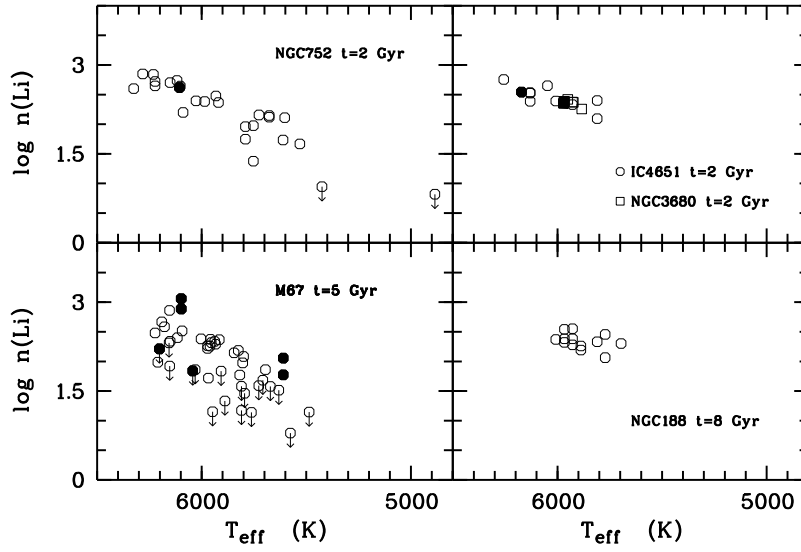 NGC752 t=2 Gyr
3
1.5
0
log n(Li)
IC4651 t=2 Gyr
NGC3680 t=2 Gyr
M67 t=5 Gyr
3
1.5
0
log n(Li)
NGC188 t=8 Gyr
6000 5000
6000 5000
Teff (K)
Teff (K)